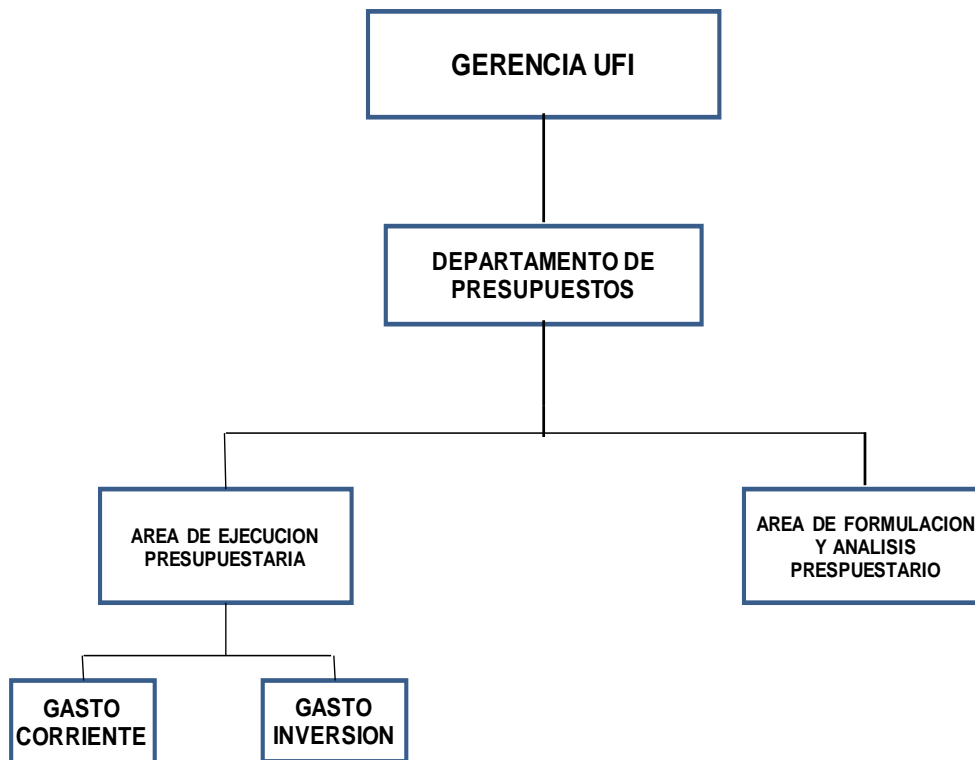 GERENCIA UFI
DEPARTAMENTO DE
PRESUPUESTOS
AREA DE EJECUCION
PRESUPUESTARIA
AREA DE FORMULACION
Y ANALISIS
PRESPUESTARIO
GASTO
CORRIENTE
GASTO
INVERSION